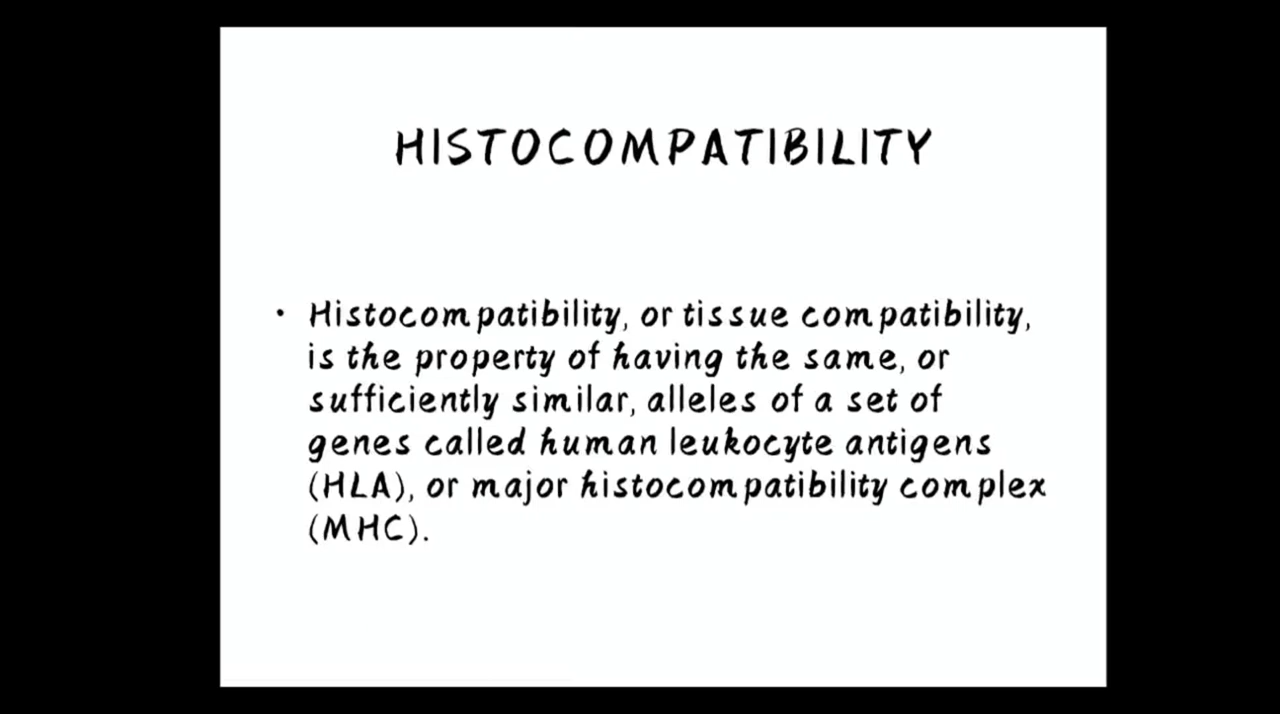 HISTOCOMPATIBILITY
• Histocompatibility, or tissue compatibility,
is the property of having the same, or
sufficiently similar, alleles of a set of
genes called human leukocyte antigens
(HLA), or major histocompatibility complex
(MHC).